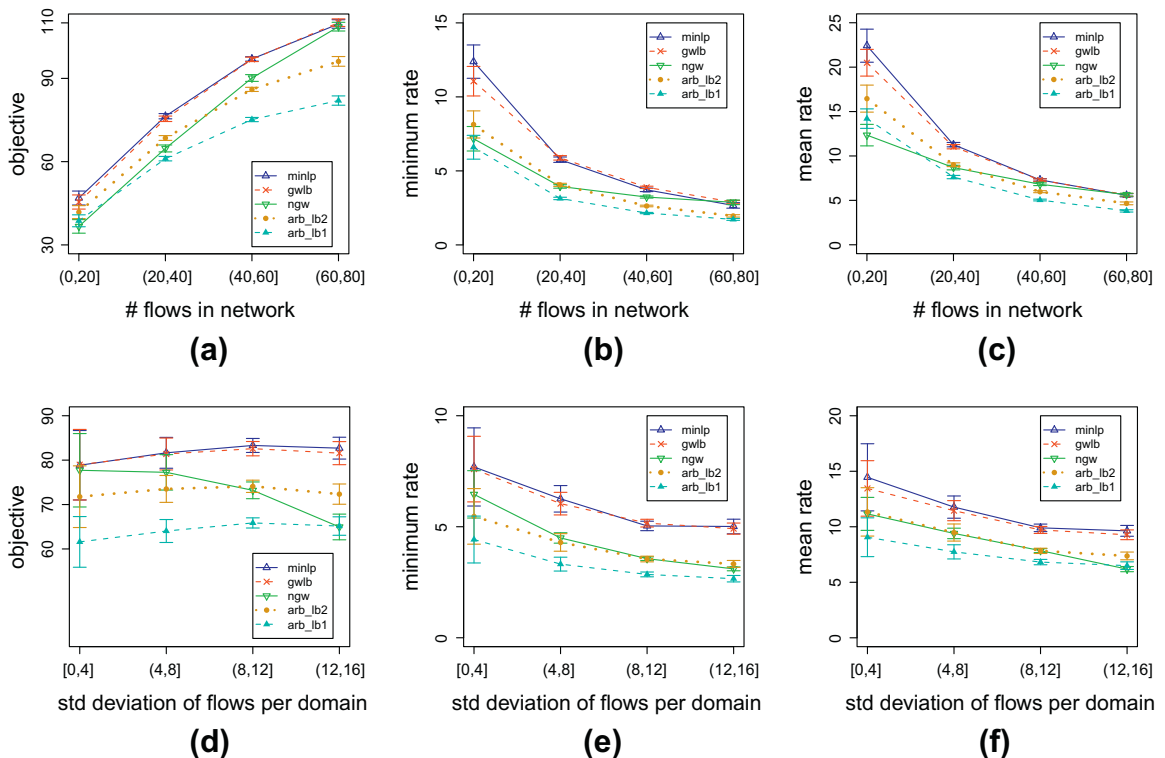 objective
110
90
60
30
minlp
gwlb
ngw
arb_lb2
arb_lb1
(0,20]
(20,40]
(40,60]
(60,80]
# flows in network
(a)
minimum rate
15
10
5
0
minlp
gwlb
ngw
arb_lb2
arb_lb1
(0,20]
(20,40]
(40,60]
(60,80]
# flows in network
(b)
mean rate
25
20
15
10
5
0
minlp
gwlb
ngw
arb_lb2
arb_lb1
(0,20]
(20,40]
(40,60]
(60,80]
# flows in network
(c)
objective
90
80
70
60
minlp
gwlb
ngw
arb_lb2
arb_lb1
[0,4]
(4,8]
(8,12]
(12,16]
std deviation of flows per domain
(d)
minimum rate
10
5
0
minlp
gwlb
ngw
arb_lb2
arb_lb1
[0,4]
(4,8]
(8,12]
(12,16]
std deviation of flows per domain
(e)
mean rate
20
15
10
5
0
minlp
gwlb
ngw
arb_lb2
arb_lb1
[0,4]
(4,8]
(8,12]
(12,16]
std deviation of flows per domain
(f)